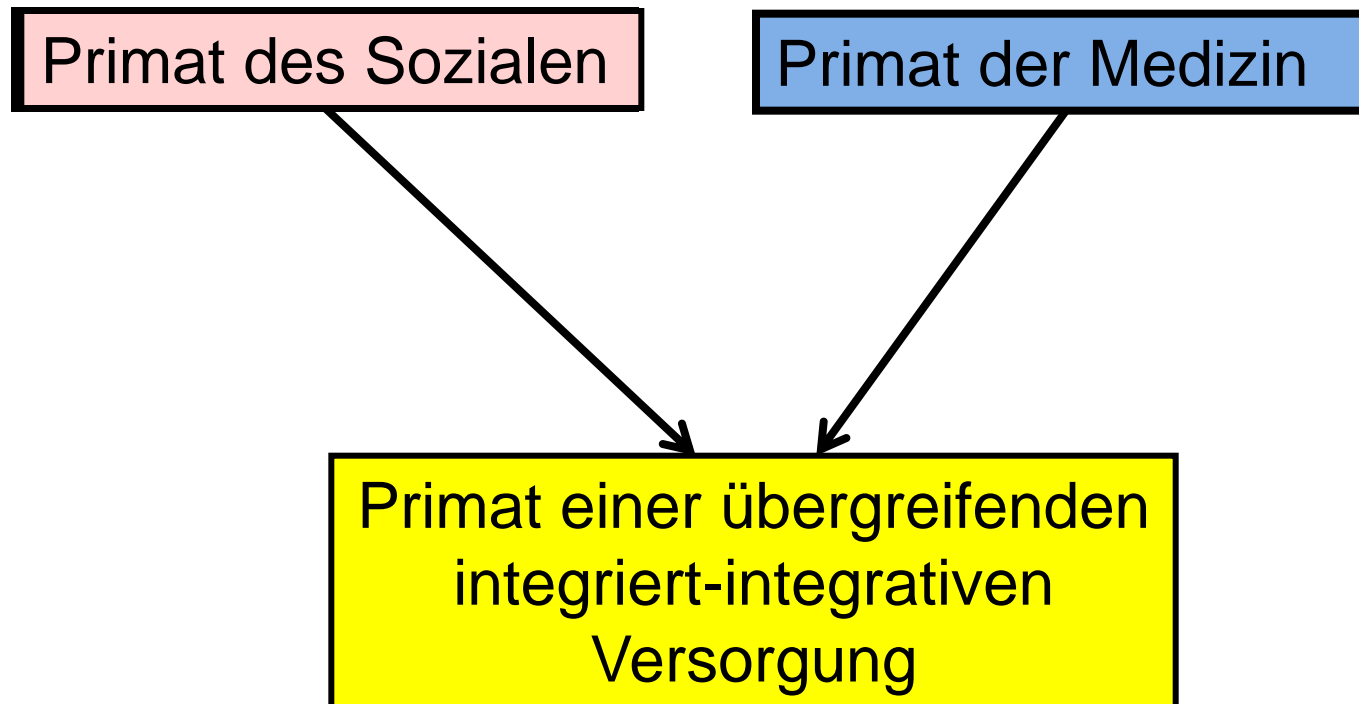 Primat des Sozialen
Primat der Medizin
Primat einer übergreifenden
integriert-integrativen
Versorgung